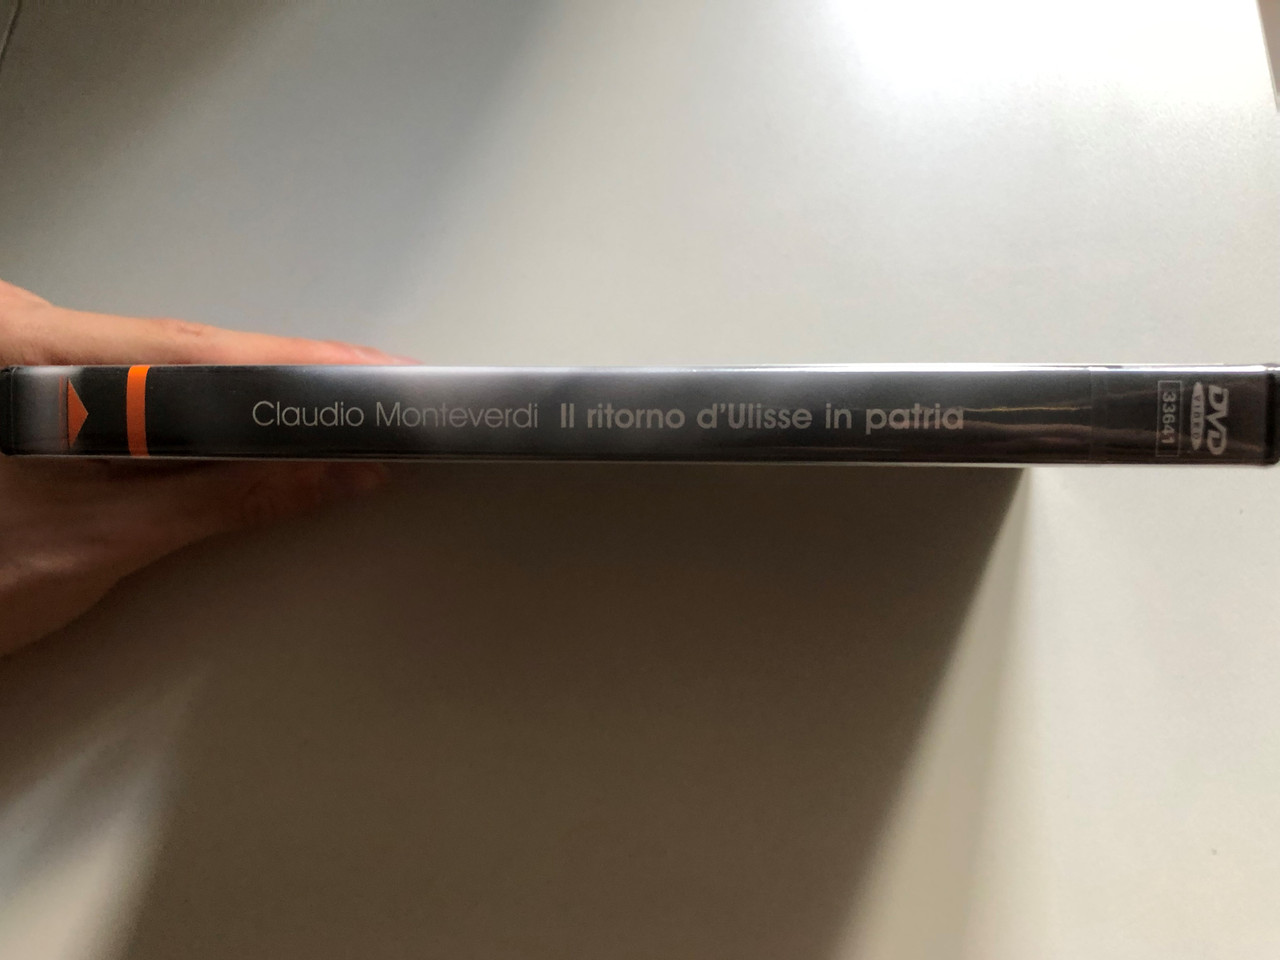 Claudio Monteverdi Il ritorno d'Ulisse in patria
33641
DVD
VIDEO